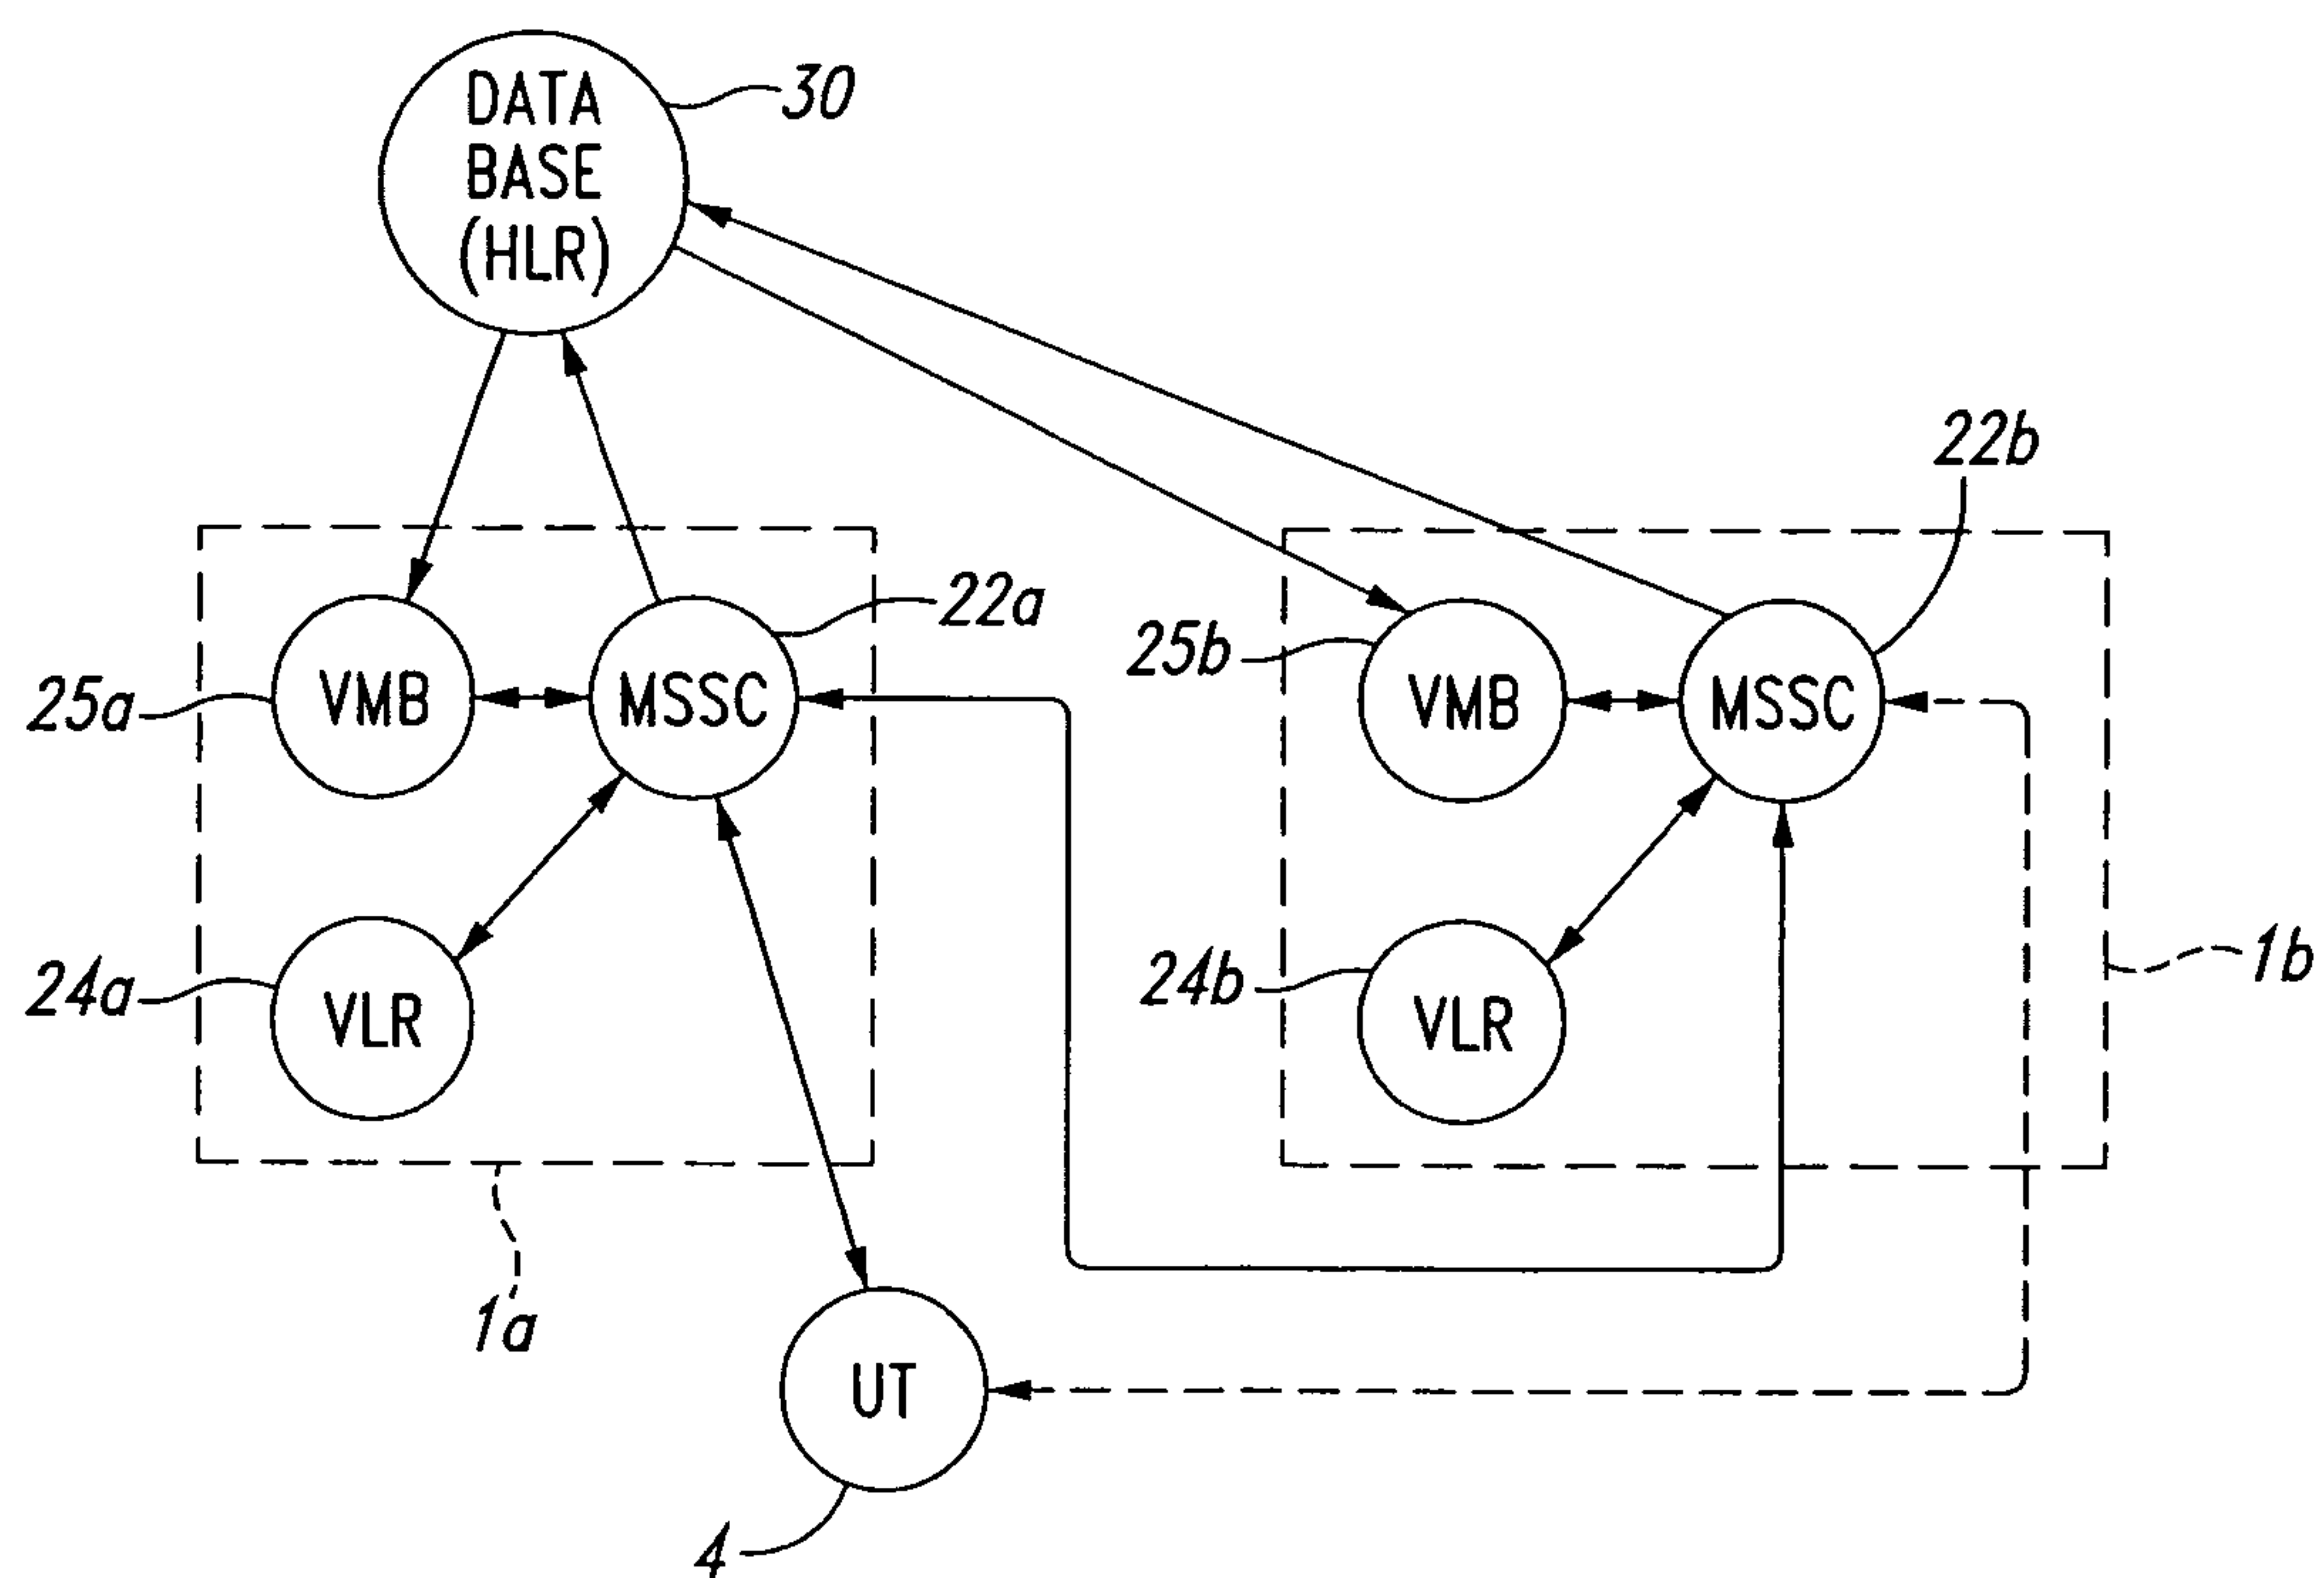 DATA
BASE
(HLR)
30
22b
22a
25b
25a
VMB
MSSC
VMB
MSSC
24a
VLR
24b
VLR
1b
1a
UT
4